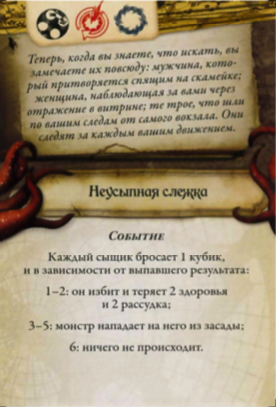 Теперь, когда вы знаете, что искать, вы
замечаете их повсюду: мужчина, кото-
рый притворяется спящим на скамейке;
женщина, наблюдающая за вами через
отражение в витрине; те трое, что шли
по вашим следам от самого вокзала. Они
следят за каждым вашим движением.
Неусыпная слежка
Событие
Каждый сыщик бросает 1 кубик,
и в зависимости от выпавшего результата:
1–2: он избит и теряет 2 здоровья
и 2 рассудка;
3–5: монстр нападает на него из засады;
6: ничего не происходит.